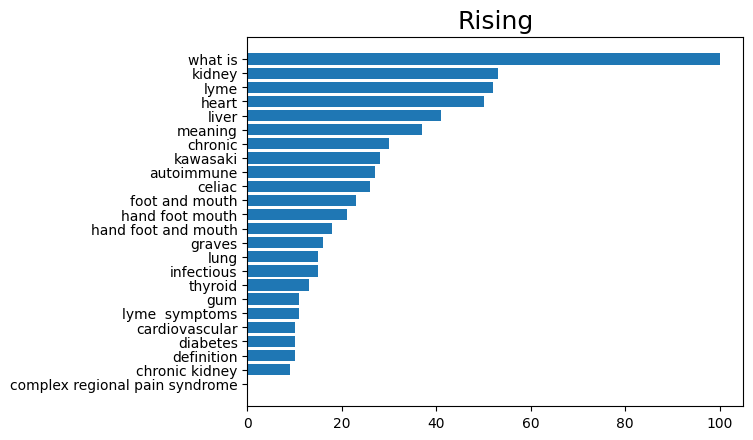 Rising
what is
kidney
lyme
heart
liver
meaning
chronic
kawasaki
autoimmune
celiac
foot and mouth
hand foot mouth
hand foot and mouth
graves
lung
infectious
thyroid
gum
lyme  symptoms
cardiovascular
diabetes
definition
chronic kidney
complex regional pain syndrome
0 20 40 60 80 100